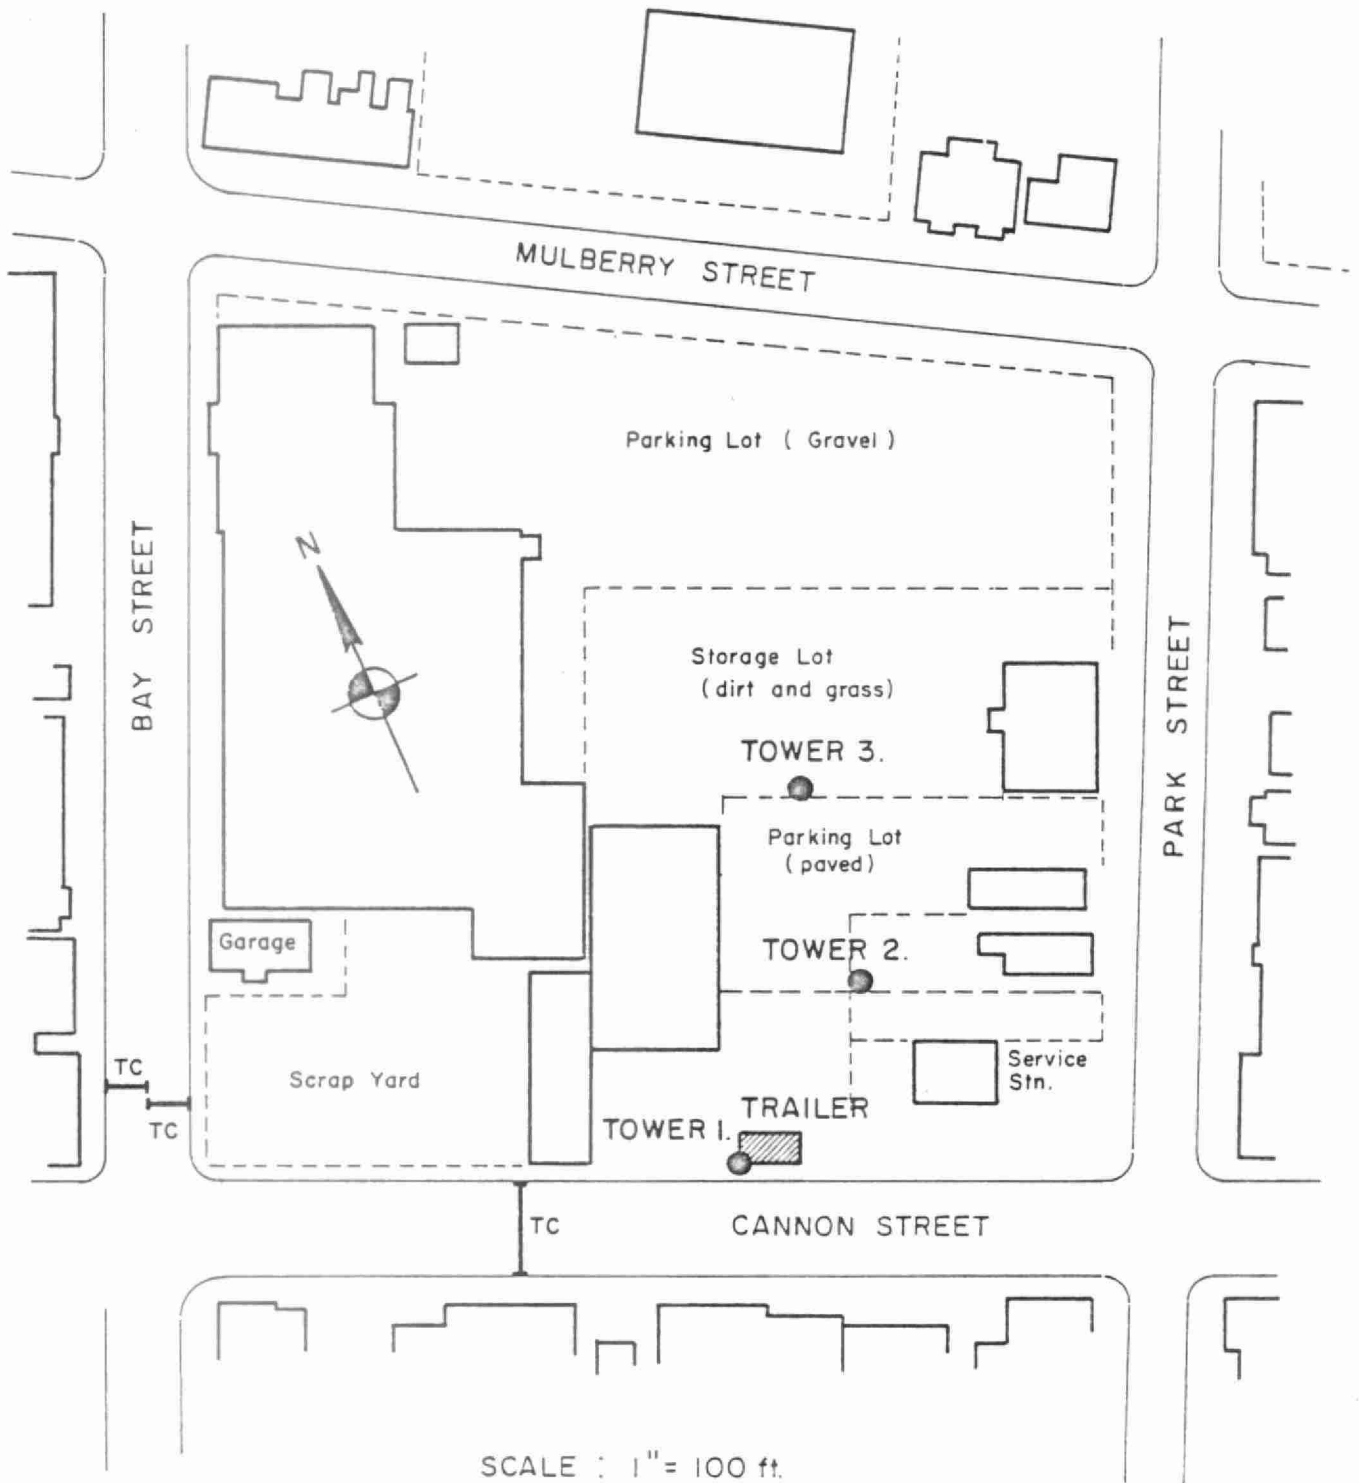 MULBERRY STREET
Parking Lot ( Gravel )
N
BAY STREET
Storage Lot
(dirt and grass)
PARK STREET
TOWER 3.
Parking Lot
(paved)
Garage
TOWER 2.
Service
Stn.
TC
Scrap Yard
TRAILER
TOWER 1.
TC
TC
CANNON STREET
SCALE : 1" = 100 ft.